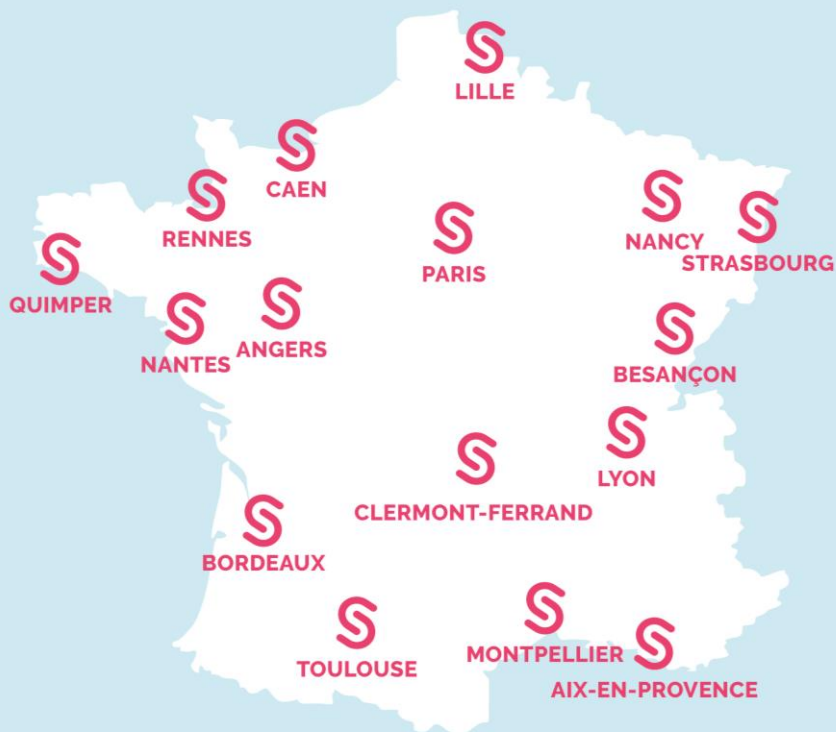 LILLE
CAEN
RENNES
NANCY
PARIS
STRASBOURG
QUIMPER
ANGERS
NANTES
BESANÇON
LYON
CLERMONT-FERRAND
BORDEAUX
MONTPELLIER
TOULOUSE
AIX-EN-PROVENCE